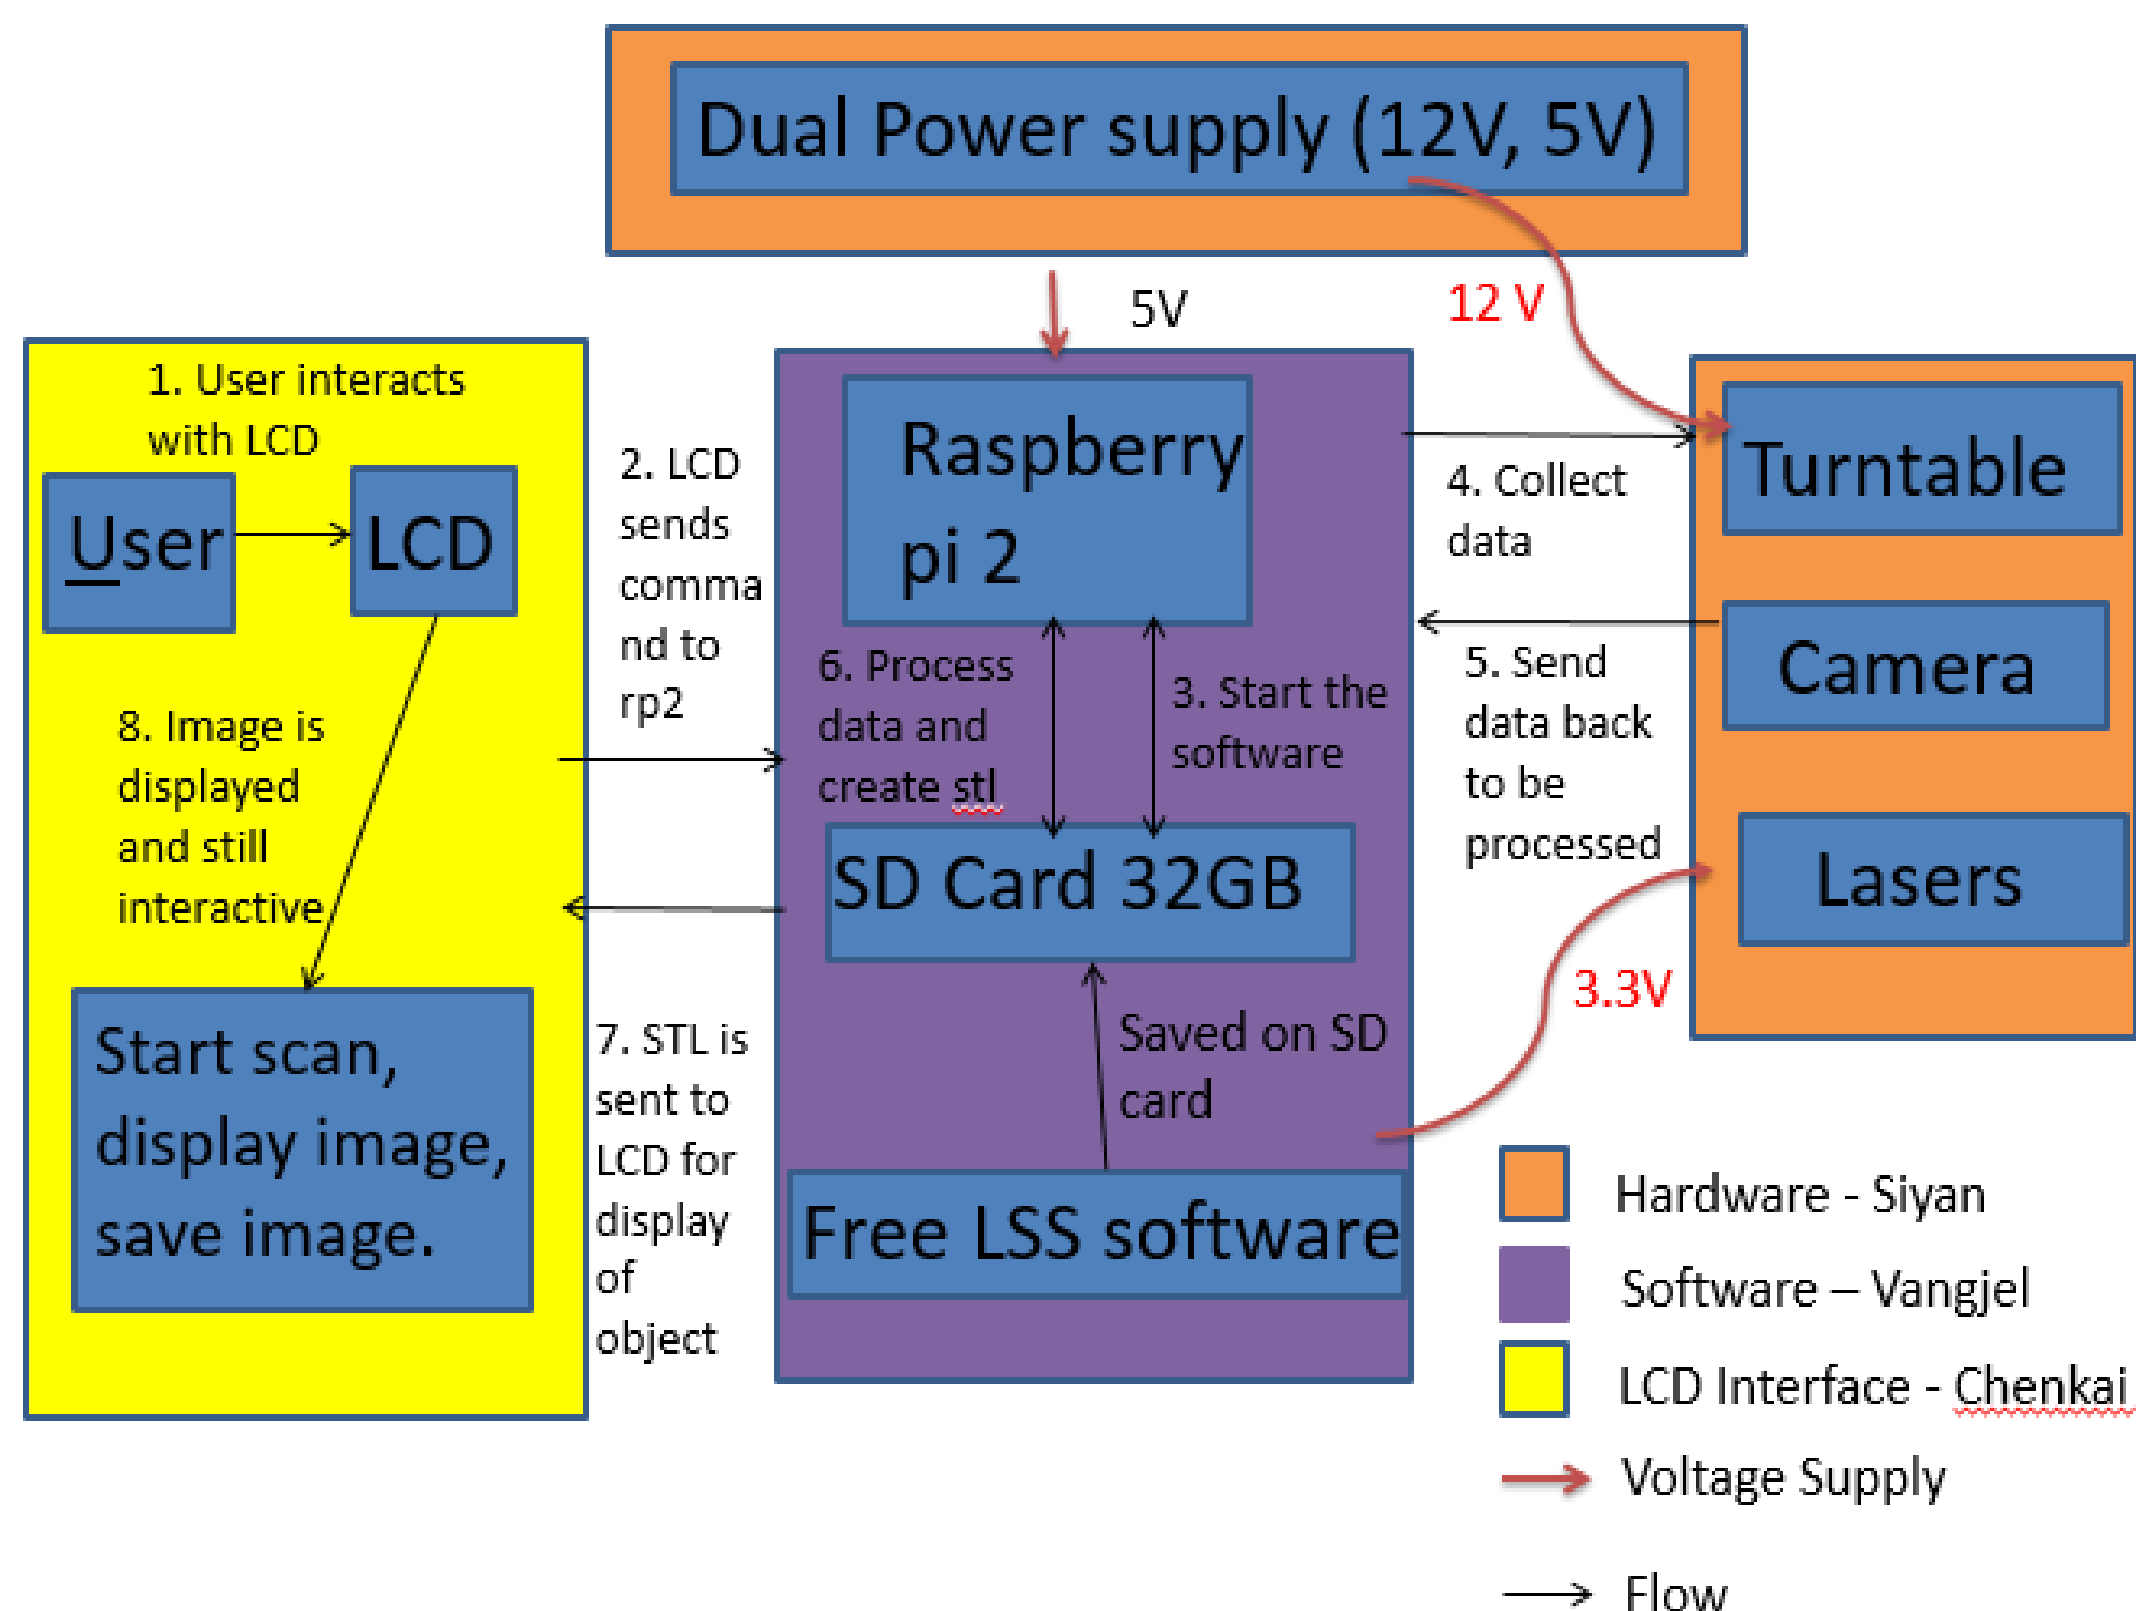 Dual Power supply (12V, 5V)
5V
12 V
1. User interacts
with LCD
User
LCD
8. Image is
displayed
and still
interactive
Start scan,
display image,
save image.
2. LCD
sends
comma
nd to
rp2
7. STL is
sent to
LCD for
display
of
object
Raspberry
pi 2
6. Process
data and
create stl
3. Start the
software
SD Card 32GB
Saved on SD
card
Free LSS software
4. Collect
data
5. Send
data back
to be
processed
3.3V
Turntable
Camera
Lasers
Hardware - Siyan
Software – Vangjel
LCD Interface - Chenkai
Voltage Supply
Flow